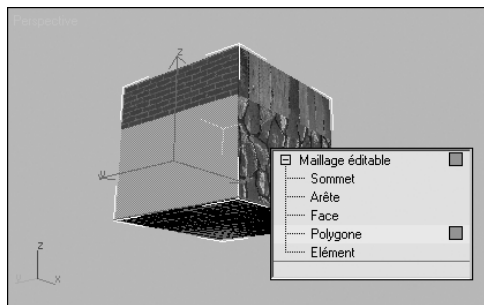 Perspective
z
y
Maillage éditable
Sommet
Arête
Face
Polygone
Elément
z
y
x